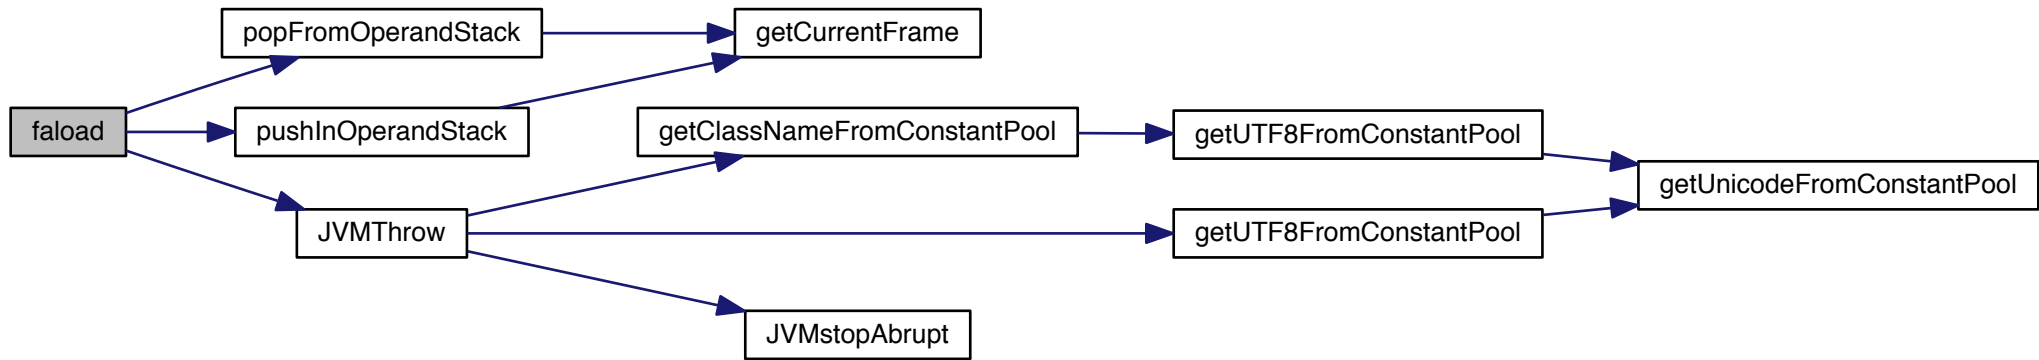 popFromOperandStack
getCurrentFrame
faload
pushInOperandStack
getClassNameFromConstantPool
getUTF8FromConstantPool
getUnicodeFromConstantPool
JVMThrow
getUTF8FromConstantPool
JVMstopAbrupt